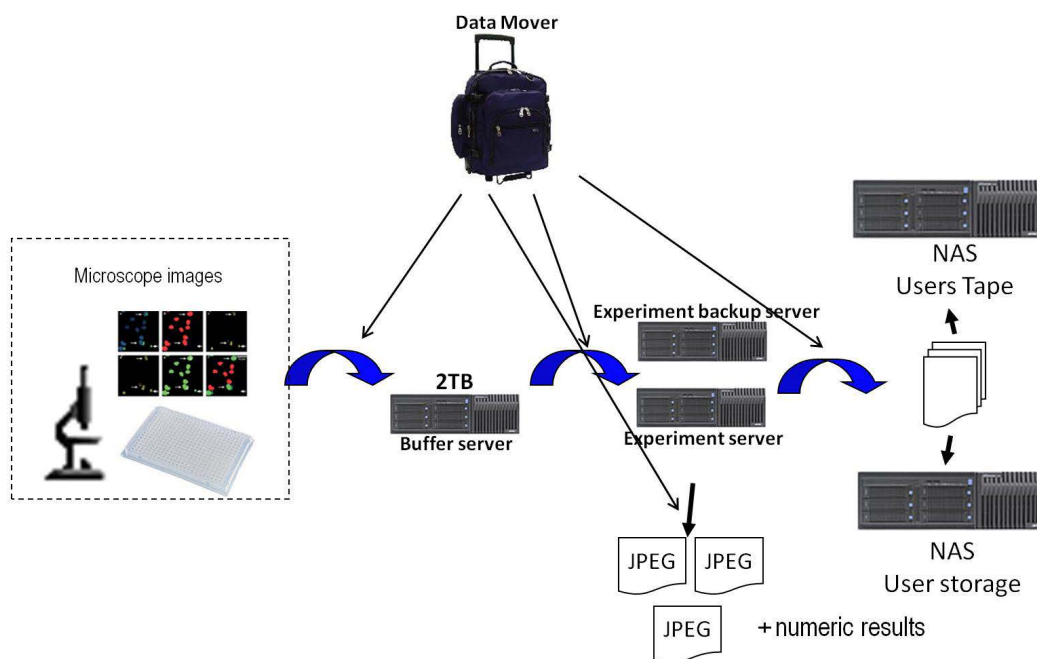 Data Mover
Microscope images
2TB
Buffer server
Experiment backup server
Experiment server
NAS
Users Tape
NAS
User storage
JPEG
JPEG
JPEG
+ numeric results